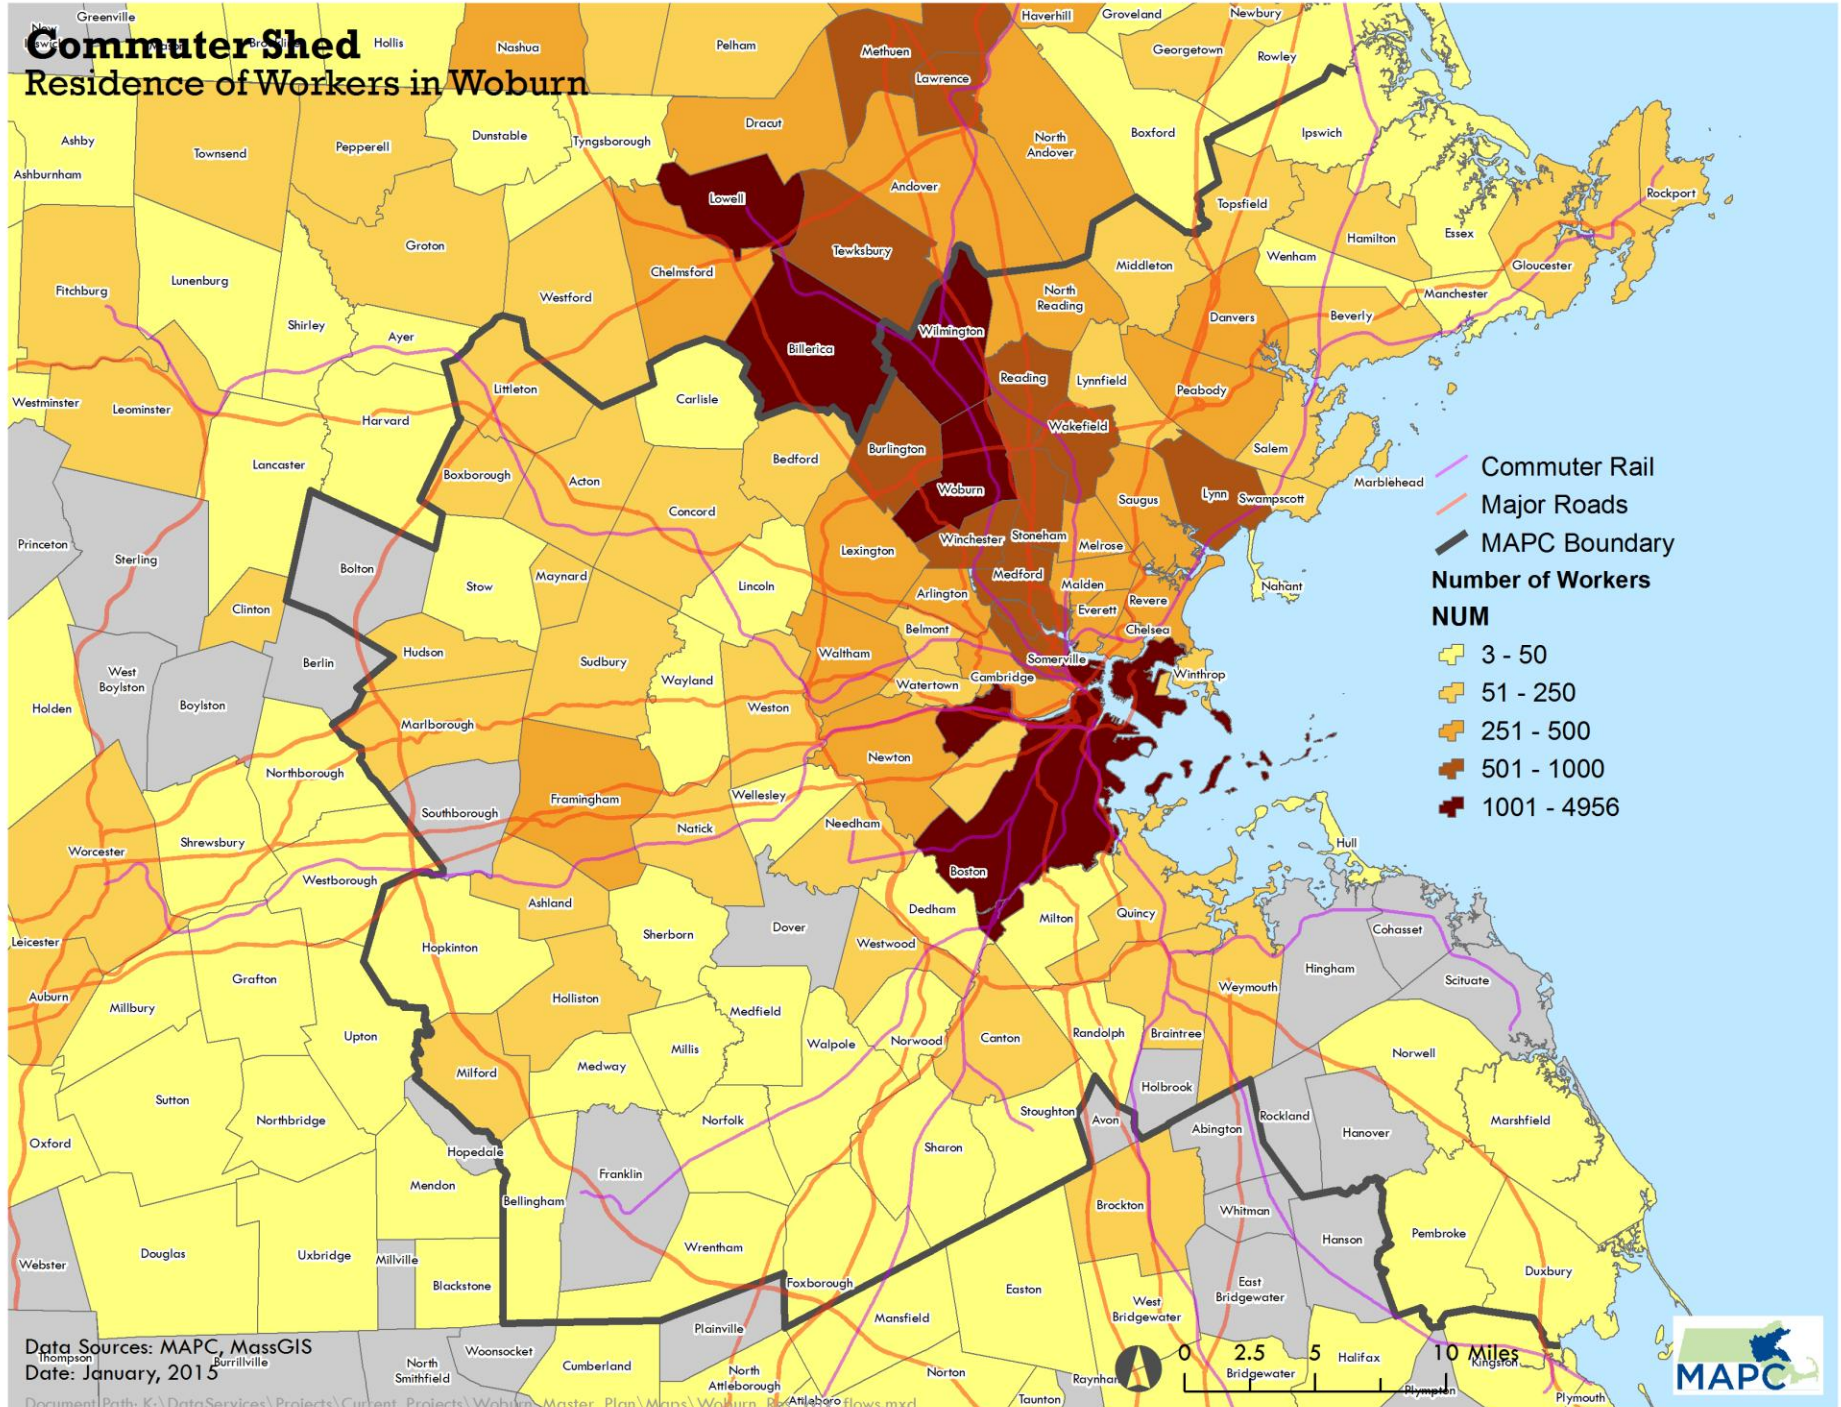 Commuter Shed
Residence of Workers in Woburn
Greenville
Hollis
Nashua
Pelham
Methuen
Lawrence
Haverhill
Groveland
Newbury
Georgetown
Rowley
Ashby
Townsend
Pepperell
Dunstable
Tyngsborough
Dracut
North
Andover
Boxford
Ipswich
Ashburnham
Lowell
Andover
Topsfield
Rockport
Groton
Chelmsford
Tewksbury
Middleton
Wenham
Hamilton
Essex
Gloucester
Fitchburg
Lunenburg
Shirley
Ayer
Westford
Billerica
Wilmington
North
Reading
Danvers
Beverly
Manchester
Westminster
Leominster
Harvard
Littleton
Carlisle
Reading
Lynnfield
Peabody
Lancaster
Boxborough
Acton
Concord
Bedford
Burlington
Woburn
Wakefield
Saugus
Lynn
Salem
Swampscott
Marblehead
Princeton
Sterling
Bolton
Stow
Maynard
Lincoln
Lexington
Winchester
Stoneham
Melrose
Nahant
Clinton
Arlington
Medford
Malden
Everett
Revere
Chelsea
Berlin
Hudson
Sudbury
Wayland
Waltham
Belmont
Watertown
Cambridge
Somerville
Winthrop
Holden
West
Boylston
Boylston
Marlborough
Weston
Newton
Northborough
Southborough
Framingham
Natick
Wellesley
Needham
Worcester
Shrewsbury
Westborough
Ashland
Boston
Hull
Leicester
Hopkinton
Sherborn
Dover
Dedham
Westwood
Milton
Quincy
Cohasset
Hingham
Scituate
Auburn
Millbury
Grafton
Upton
Holliston
Medfield
Norwood
Canton
Randolph
Braintree
Weymouth
Norwell
Milford
Medway
Millis
Walpole
Holbrook
Sutton
Northbridge
Hopedale
Norfolk
Sharon
Stoughton
Avon
Abington
Rockland
Hanover
Marshfield
Oxford
Mendon
Bellingham
Franklin
Brockton
Whitman
Hanson
Pembroke
Webster
Douglas
Uxbridge
Millville
Blackstone
Wrentham
Foxborough
Easton
West
Bridgewater
East
Bridgewater
Duxbury
Plainville
Mansfield
Thompson
Burrillville
North
Smithfield
Woonsocket
Cumberland
North
Attleborough
Attleboro
Norton
Taunton
Raynham
Bridgewater
Halifax
Plympton
Kingston
Plymouth
Commuter Rail
Major Roads
MAPC Boundary
Number of Workers
NUM
3 - 50
51 - 250
251 - 500
501 - 1000
1001 - 4956
Data Sources: MAPC, MassGIS
Date: January, 2015
0 2.5 5 10 Miles
MAPC